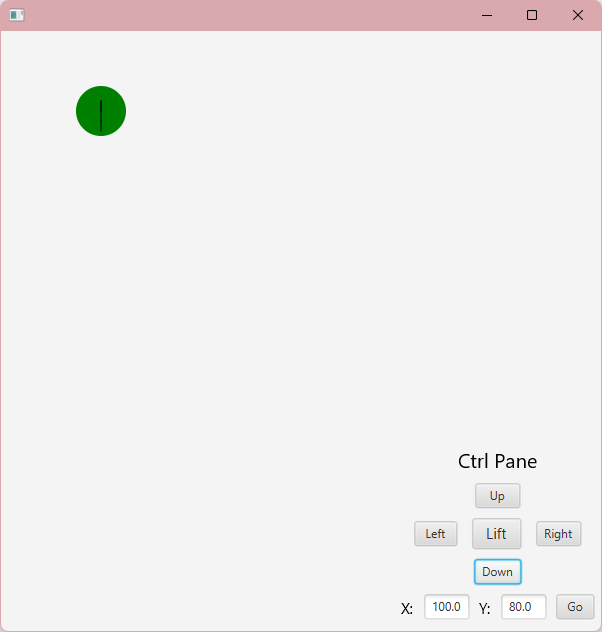 Ctrl Pane
Up
Left Lift Right
Down
X: 100.0 Y: 80.0 Go